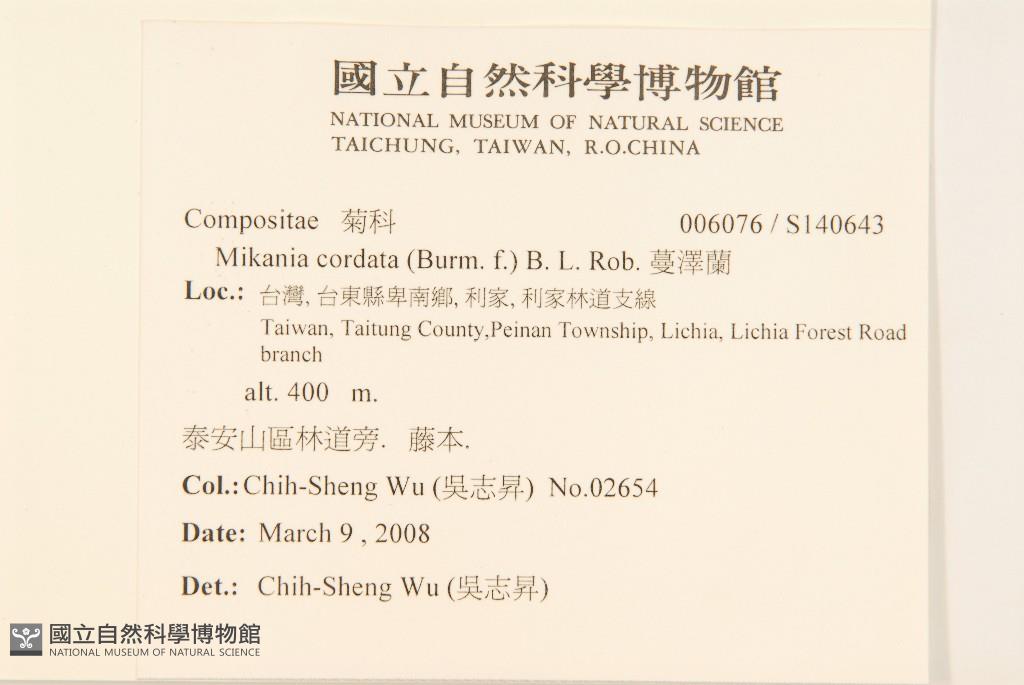 國立自然科學博物館
NATIONAL MUSEUM OF NATURAL SCIENCE
TAICHUNG, TAIWAN, R.O.CHINA
Compositae 菊科 006076 / S140643
Mikania cordata (Burm. f.) B. L. Rob. 蔓澤蘭
Loc.: 台灣, 台東縣卑南鄉, 利家, 利家林道支線
Taiwan, Taitung County,Peinan Township, Lichia, Lichia Forest Road
branch
alt. 400 m.
泰安山區林道旁. 藤本.
Col.: Chih-Sheng Wu (吳志昇) No.02654
Date: March 9 , 2008
Det.: Chih-Sheng Wu (吳志昇)
國立自然科學博物館
NATIONAL MUSEUM OF NATURAL SCIENCE